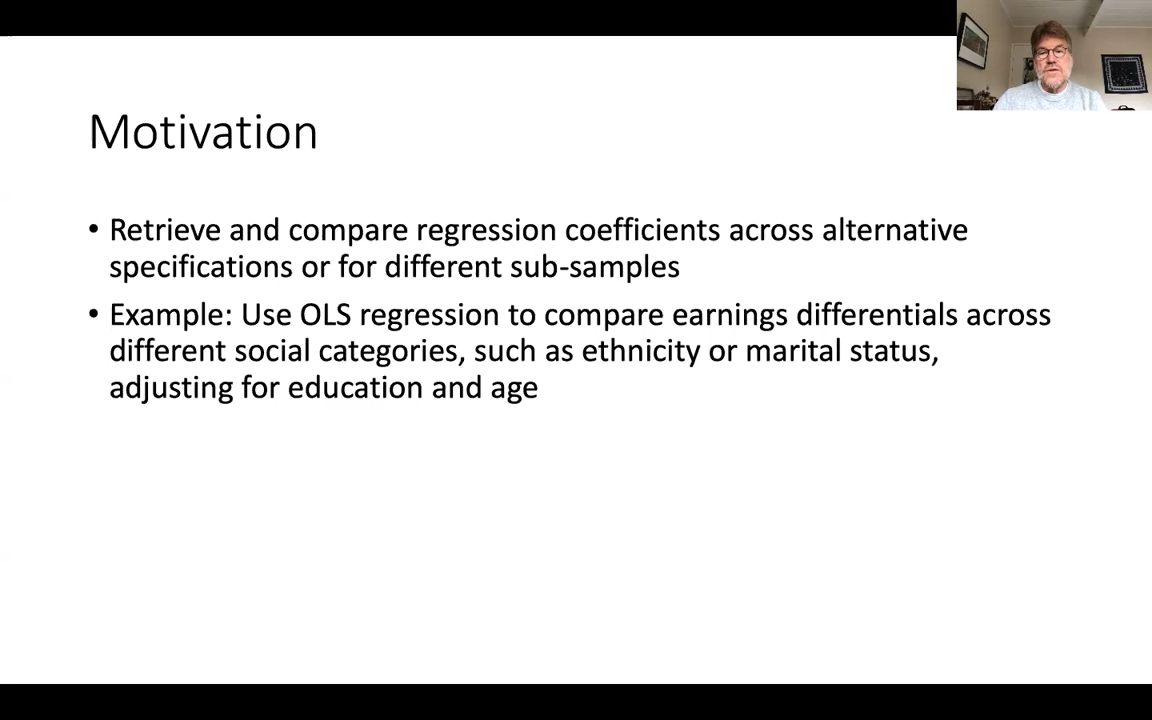 Motivation
• Retrieve and compare regression coefficients across alternative
specifications or for different sub-samples
• Example: Use OLS regression to compare earnings differentials across
different social categories, such as ethnicity or marital status,
adjusting for education and age